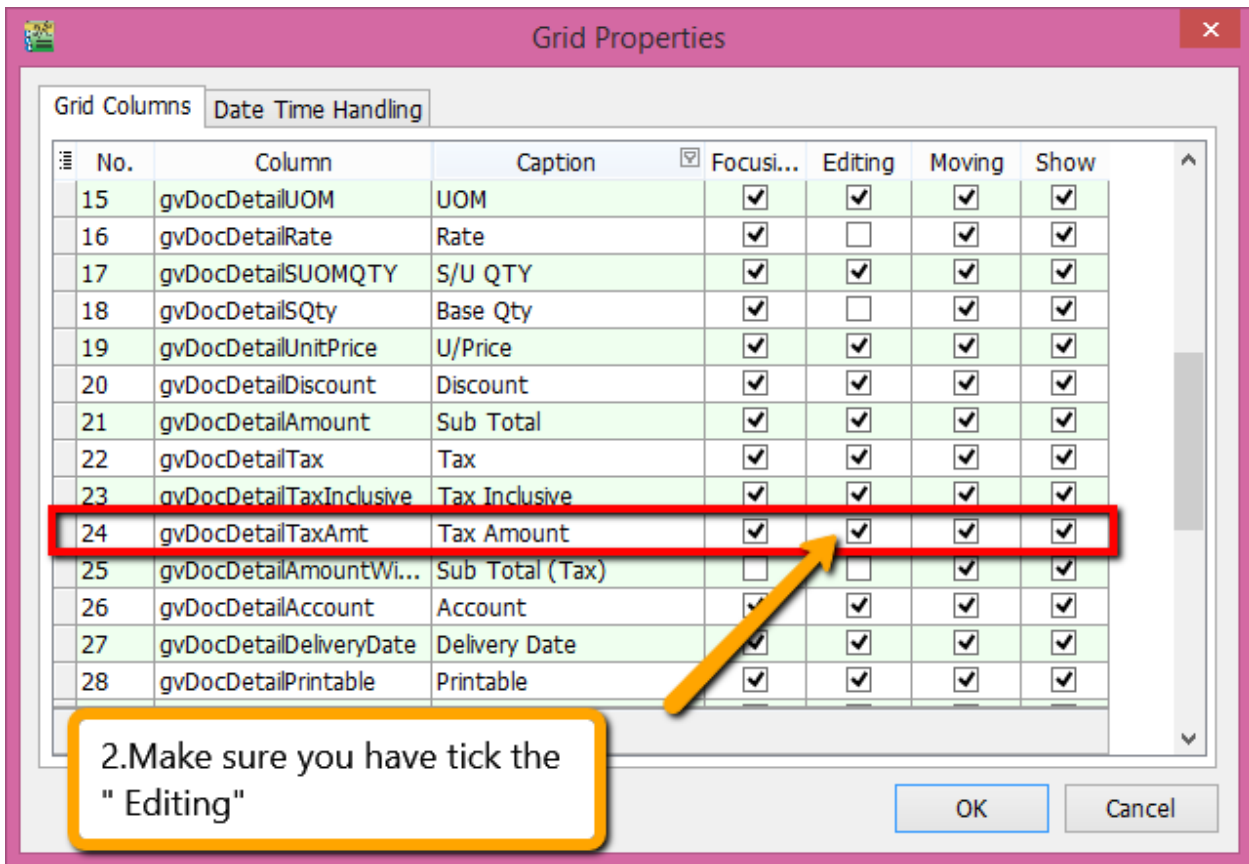 Grid Properties
Grid Columns Date Time Handling
No. Column Caption Focusi... Editing Moving Show
15 gvDocDetailUOM UOM
16 gvDocDetailRate Rate
17 gvDocDetailSUOMQTY S/U QTY
18 gvDocDetailSQty Base Qty
19 gvDocDetailUnitPrice U/Price
20 gvDocDetailDiscount Discount
21 gvDocDetailAmount Sub Total
22 gvDocDetailTax Tax
23 gvDocDetailTaxInclusive Tax Inclusive
24 gvDocDetailTaxAmt Tax Amount
25 gvDocDetailAmountWi... Sub Total (Tax)
26 gvDocDetailAccount Account
27 gvDocDetailDeliveryDate Delivery Date
28 gvDocDetailPrintable Printable
2.Make sure you have tick the
" Editing"
OK Cancel